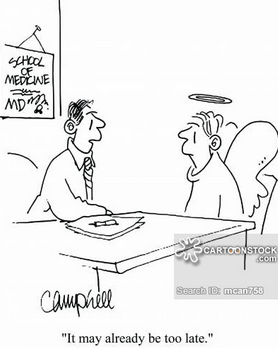 SCHOOL
OF
MEDICINE
MD
CARTOONSTOCK
.com
Search ID: mcan758
Campbell
"It may already be too late."